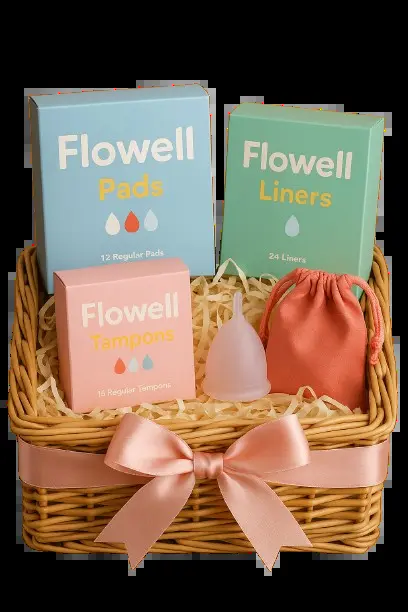 Flowell
Pads
12 Regular Pads
Flowell
Liners
24 Liners
Flowell
Tampons
16 Regular Tampons